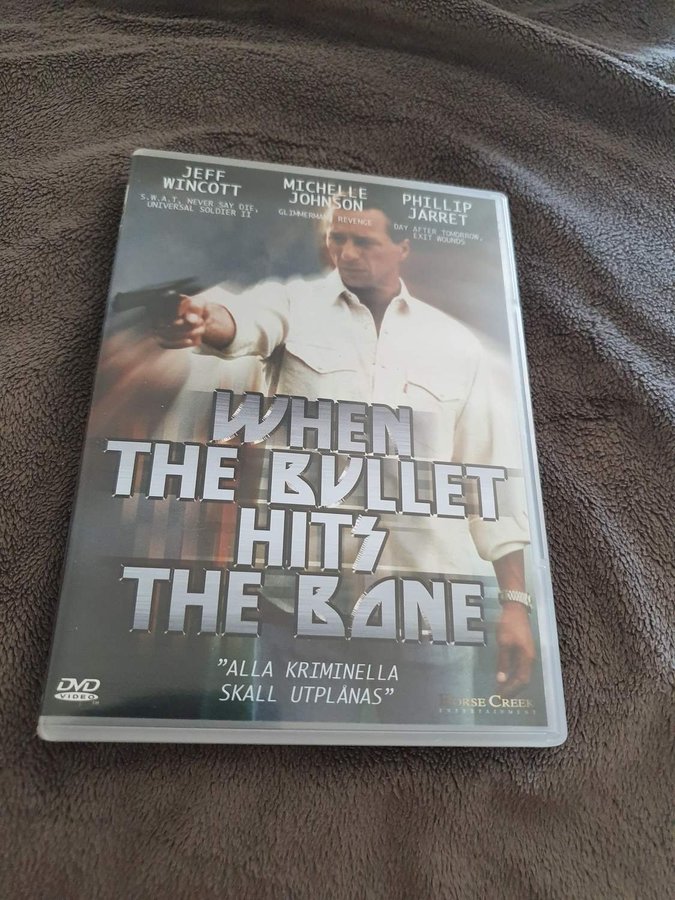 JEFF
WINCOTT
S.W.A.T, NEVER SAY DIE,
UNIVERSAL SOLDIER II
MICHELLE
JOHNSON
GLIMMERMAN, REVENGE
PHILLIP
JARRET
DAY AFTER TOMORROW,
EXIT WOUNDS
WHEN
THE BULLET
HITS
THE BONE
"ALLA KRIMINELLA
SKALL UTPLÅNAS"
DVD
VIDEO
HORSE CREEK
ENTERTAINMENT